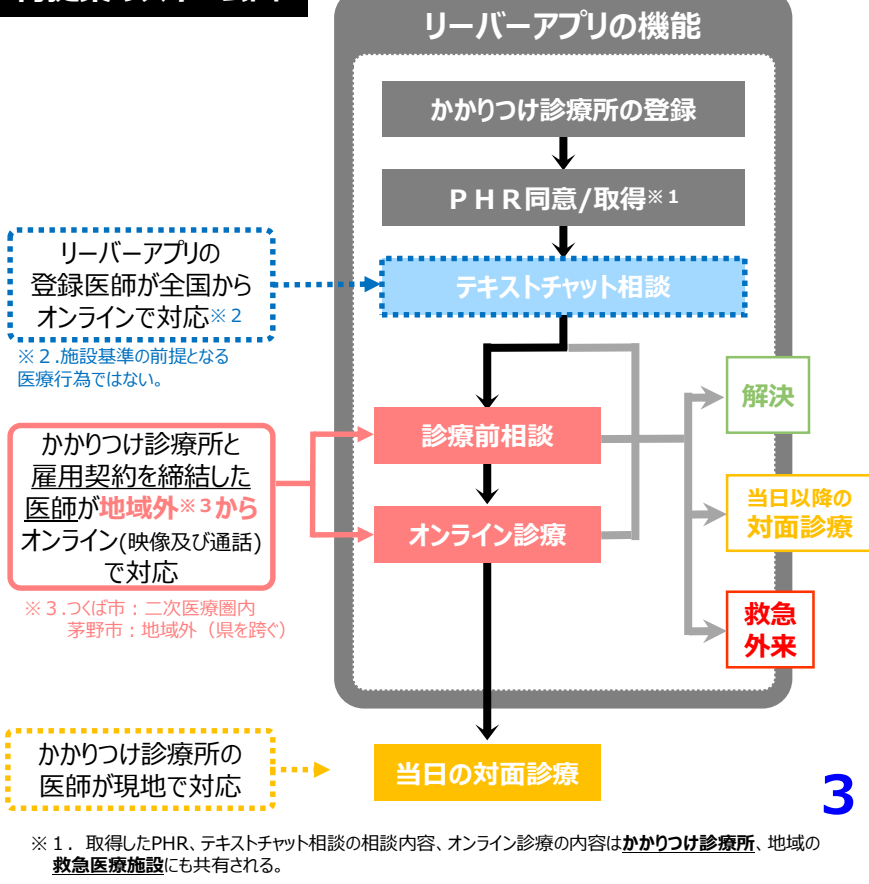 リーバーアプリの機能
かかりつけ診療所の登録
ＰＨＲ同意/取得※１
リーバーアプリの
登録医師が全国から
オンラインで対応※２
テキストチャット相談
※２.施設基準の前提となる
医療行為ではない。
解決
かかりつけ診療所と
雇用契約を締結した
医師が地域外※３から
オンライン(映像及び通話)
で対応
診療前相談
オンライン診療
当日以降の
対面診療
※３.つくば市：二次医療圏内
茅野市：地域外（県を跨ぐ）
救急
外来
かかりつけ診療所の
医師が現地で対応
当日の対面診療
3
※１． 取得したPHR、テキストチャット相談の相談内容、オンライン診療の内容はかかりつけ診療所、地域の
救急医療施設にも共有される。